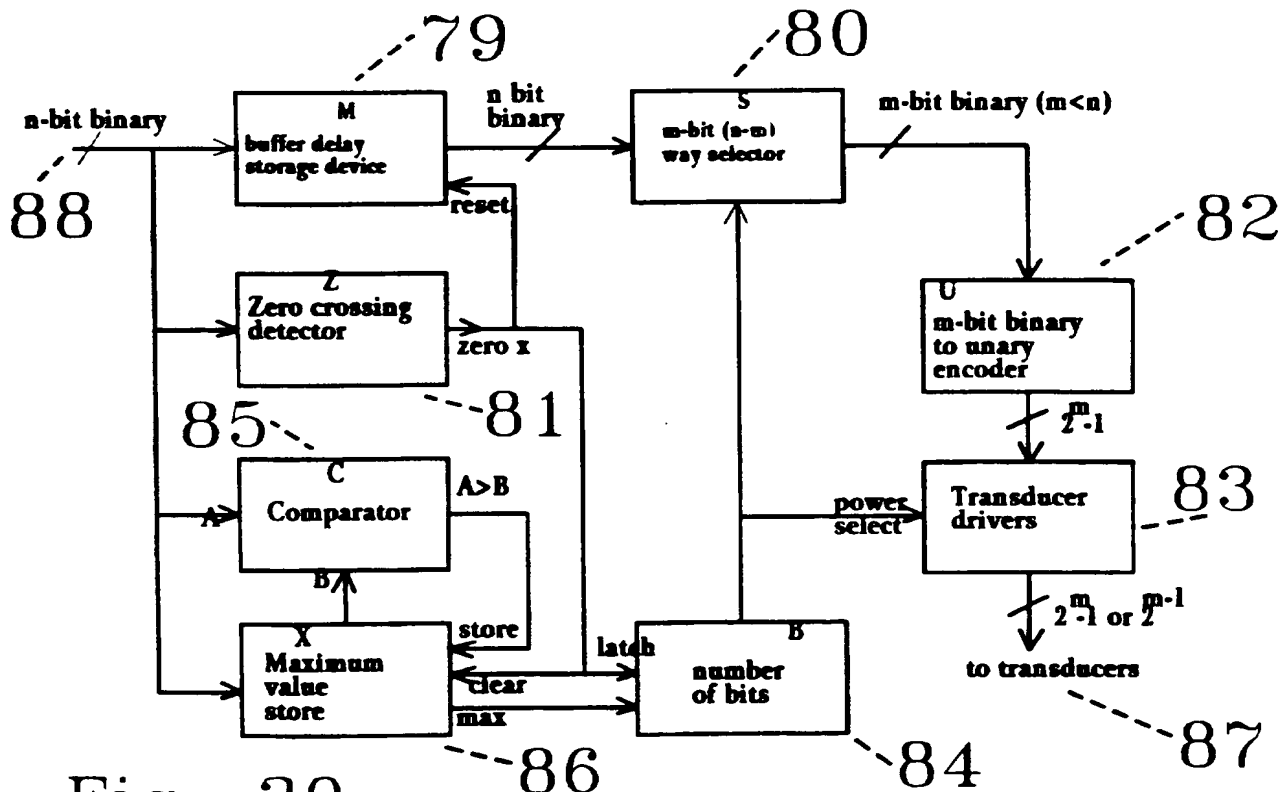 79
80
n-bit binary
M
buffer delay
storage device
n bit
binary
S
m-bit (n-m)
way selector
m-bit binary (m<n)
88
reset
82
Z
Zero crossing
detector
zero x
U
m-bit binary
to unary
encoder
85
81
m
2 -1
C
Comparator
A>B
A
B
power
select
Transducer
drivers
83
m m-1
2 -1 or 2
to transducers
X
Maximum
value
store
store
clear
max
latch
B
number
of bits
86
84
87